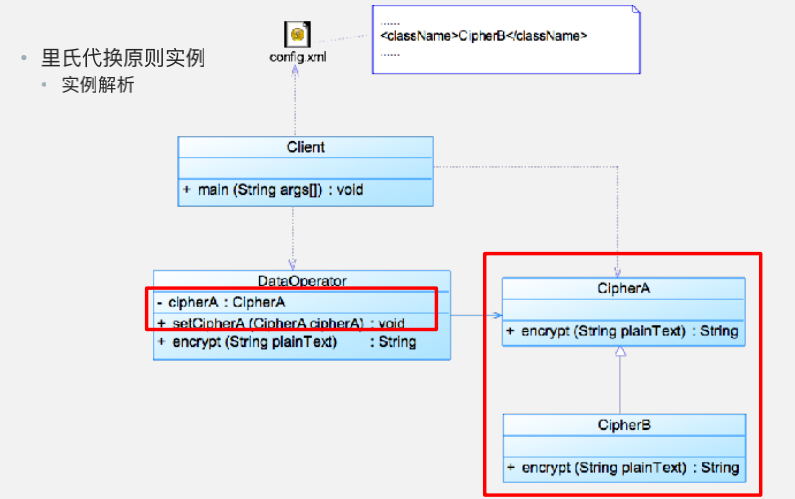 • 里氏代换原则实例
• 实例解析
config.xml
......
<className>CipherB</className>
......
Client
+ main (String args[]) : void
DataOperator
- cipherA : CipherA
+ setCipherA (CipherA cipherA) : void
+ encrypt (String plainText) : String
CipherA
+ encrypt (String plainText) : String
CipherB
+ encrypt (String plainText) : String